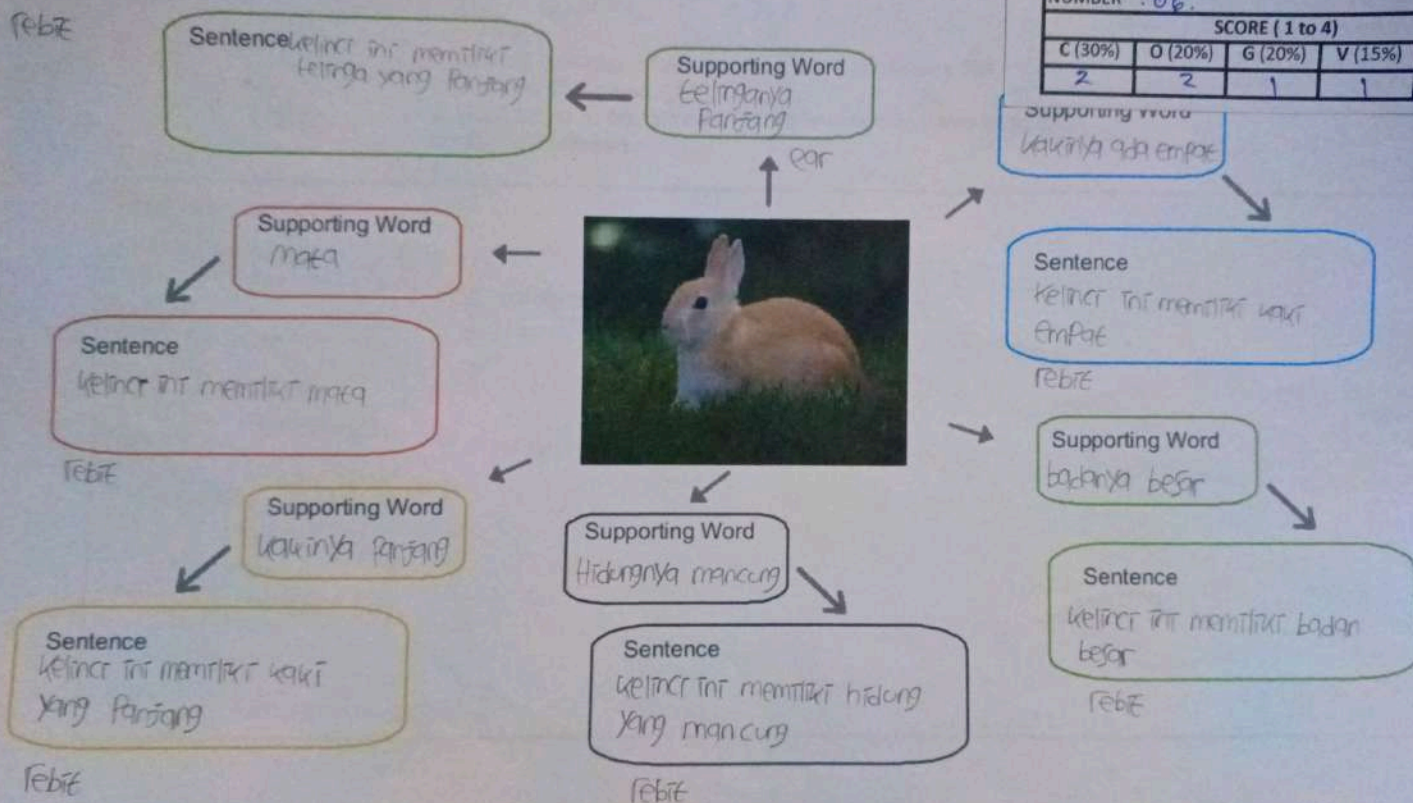 rebit
NUMBER : 06.
SCORE ( 1 to 4)
C (30%) O (20%) G (20%) V (15%)
2 2 1 1
Sentence kelinci ini memiliki
telinga yang Panjang
Supporting Word
telinganya
Panjang
ear
Supporting Word
kakinya ada empat
Sentence
kelinci ini memiliki kaki
emPat
rebit
Supporting Word
mata
Sentence
kelinci ini memiliki mata
rebit
Supporting Word
badanya besar
Sentence
kelinci ini memiliki badan
besar
rebit
Supporting Word
kakinya Panjang
Sentence
kelinci ini memiliki kaki
yang Panjang
rebit
Supporting Word
Hidungnya mancung
Sentence
kelinci ini memiliki hidung
yang mancung
rebit